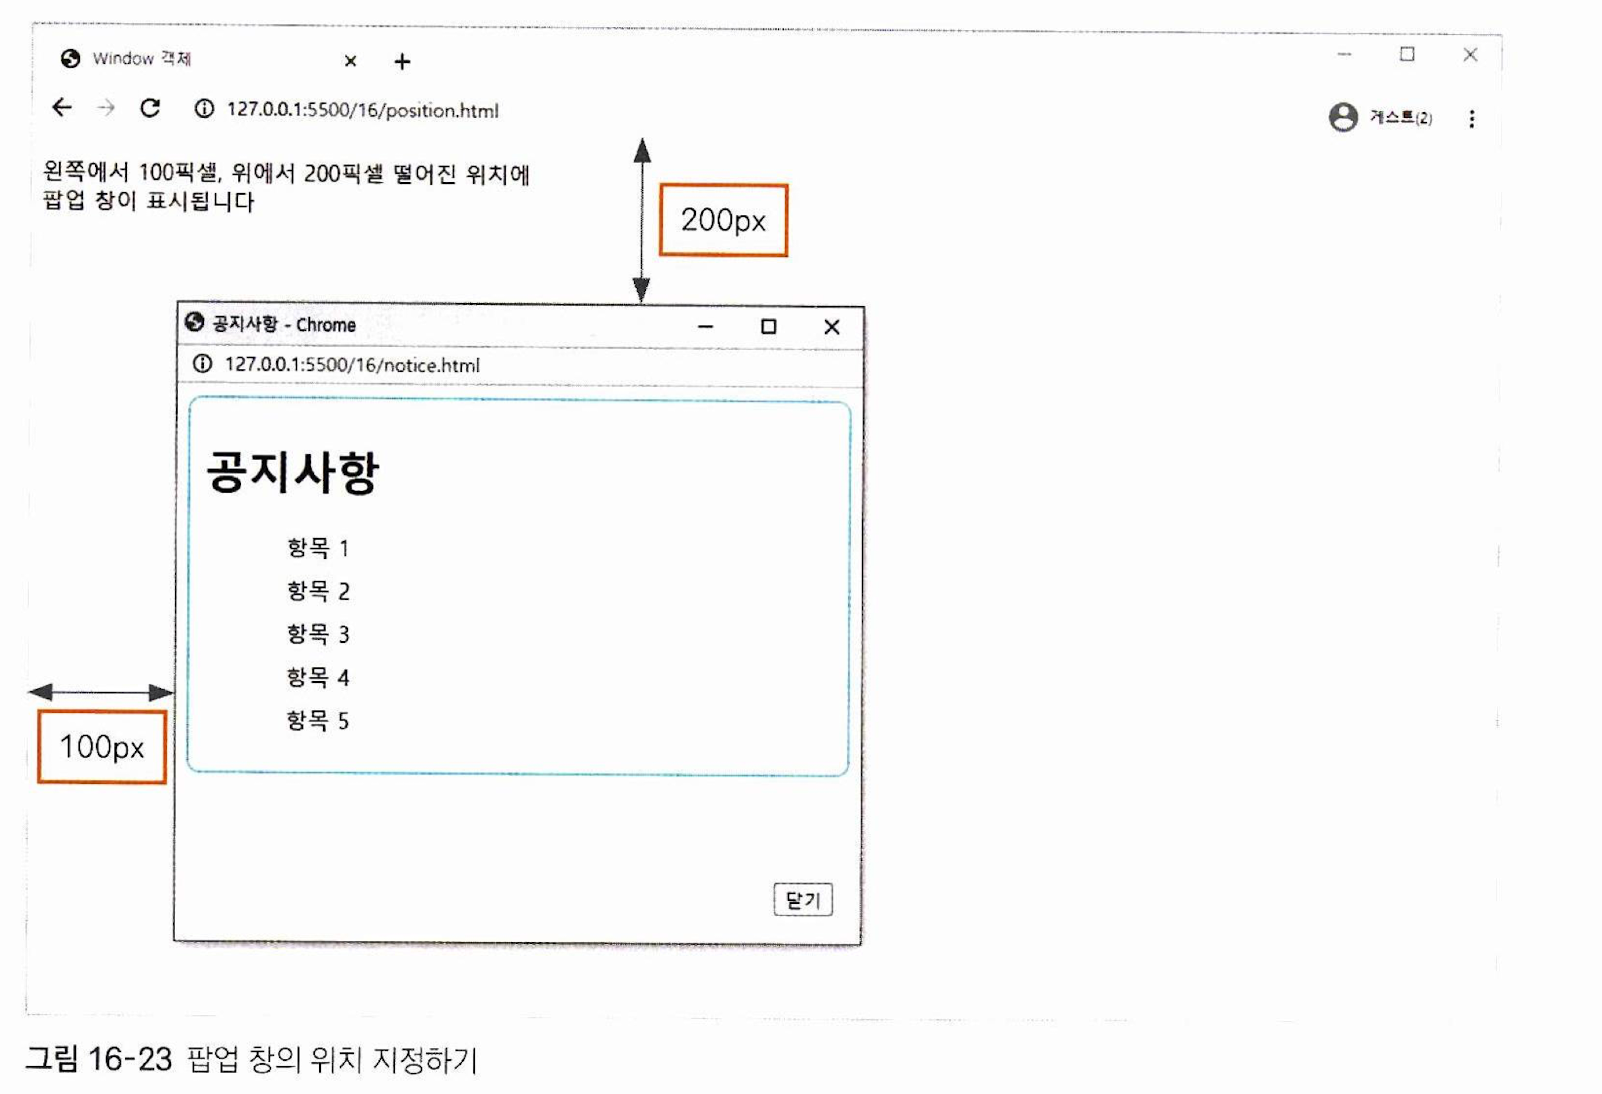 Window 객체
127.0.0.1:5500/16/position.html
게스트(2)
왼쪽에서 100픽셀, 위에서 200픽셀 떨어진 위치에
팝업 창이 표시됩니다
200px
공지사항 - Chrome
127.0.0.1:5500/16/notice.html
공지사항
항목 1
항목 2
항목 3
항목 4
항목 5
100px
닫기
그림 16-23 팝업 창의 위치 지정하기